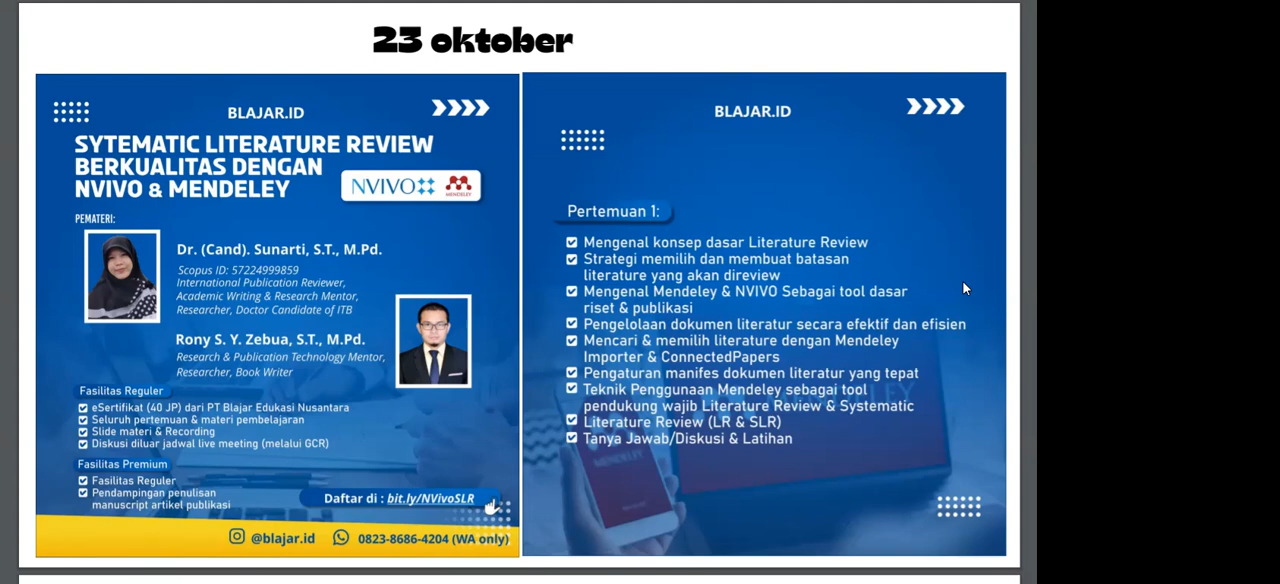 23 oktober
BLAJAR.ID
SYTEMATIC LITERATURE REVIEW
BERKUALITAS DENGAN
NVIVO & MENDELEY
NVIVO
MENDELEY
PEMATERI:
Dr. (Cand). Sunarti, S.T., M.Pd.
Scopus ID: 57224999859
International Publication Reviewer,
Academic Writing & Research Mentor,
Researcher, Doctor Candidate of ITB
Rony S. Y. Zebua, S.T., M.Pd.
Research & Publication Technology Mentor,
Researcher, Book Writer
Fasilitas Reguler
eSertifikat (40 JP) dari PT Blajar Edukasi Nusantara
Seluruh pertemuan & materi pembelajaran
Slide materi & Recording
Diskusi diluar jadwal live meeting (melalui GCR)
Fasilitas Premium
Fasilitas Reguler
Pendampingan penulisan
manuscript artikel publikasi
Daftar di : bit.ly/NVivoSLR
@blajar.id
0823-8686-4204 (WA only)
BLAJAR.ID
Pertemuan 1:
Mengenal konsep dasar Literature Review
Strategi memilih dan membuat batasan
literature yang akan direview
Mengenal Mendeley & NVIVO Sebagai tool dasar
riset & publikasi
Pengelolaan dokumen literatur secara efektif dan efisien
Mencari & memilih literature dengan Mendeley
Importer & ConnectedPapers
Pengaturan manifes dokumen literatur yang tepat
Teknik Penggunaan Mendeley sebagai tool
pendukung wajib Literature Review & Systematic
Literature Review (LR & SLR)
Tanya Jawab/Diskusi & Latihan
MENDELEY